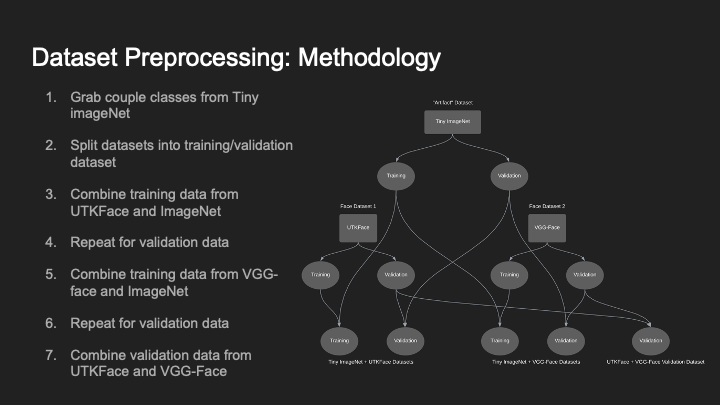 Dataset Preprocessing: Methodology
1. Grab couple classes from Tiny
imageNet
2. Split datasets into training/validation
dataset
3. Combine training data from
UTKFace and ImageNet
4. Repeat for validation data
5. Combine training data from VGG-
face and ImageNet
6. Repeat for validation data
7. Combine validation data from
UTKFace and VGG-Face
"Artifact" Dataset
Tiny ImageNet
Training
Validation
Face Dataset 1
Face Dataset 2
UTKFace
VGG-Face
Training
Validation
Training
Validation
Training
Validation
Training
Validation
Validation
Tiny ImageNet + UTKFace Datasets
Tiny ImageNet + VGG-Face Datasets
UTKFace + VGG-Face Validation Dataset